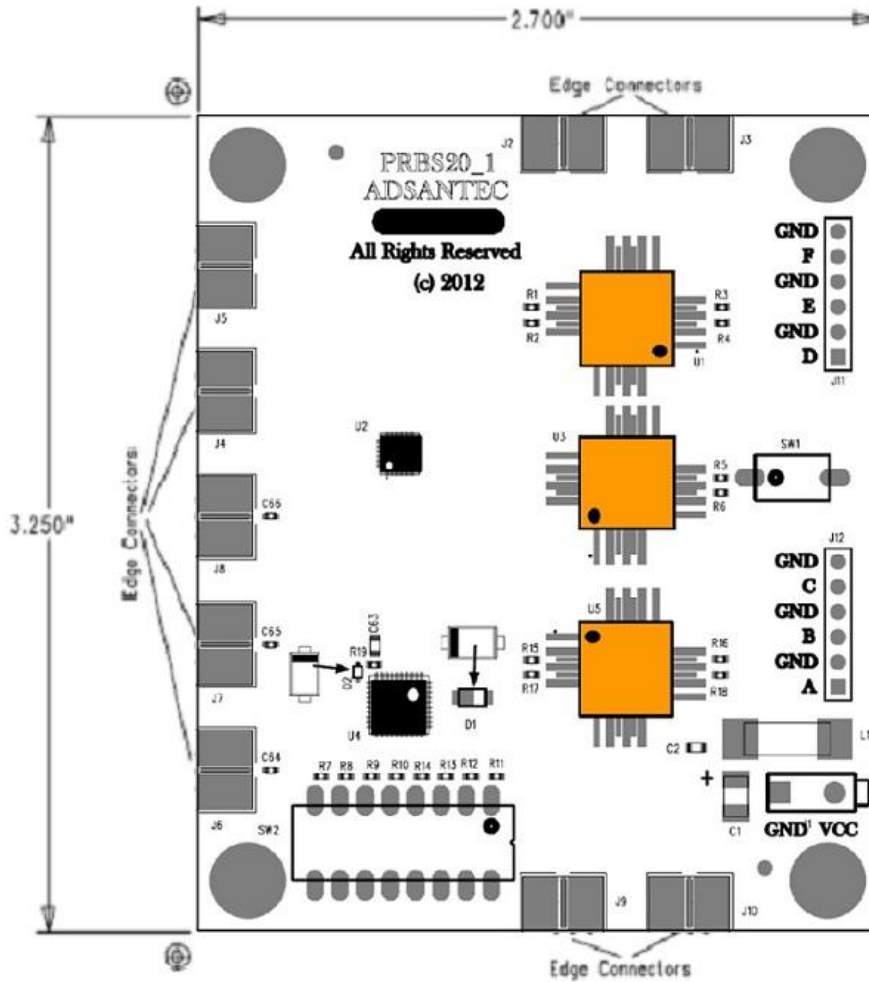 2.700"
Edge Connectors
J2
J3
PRBS20_1
ADSANTEC
All Rights Reserved
(c) 2012
GND
F
GND
E
GND
D
J11
R1
R2
R3
R4
U1
J5
J4
U2
U3
R5
R6
SW1
3.250"
Edge Connectors
C66
J8
J12
GND
C
GND
B
GND
A
U5
C63
R19
D2
C65
J7
R15
R17
R16
R18
U4
D1
C2
L1
C64
J6
R7 R8 R9 R10 R14 R13 R12 R11
SW2
+
C1
GND J1 VCC
J9
J10
Edge Connectors